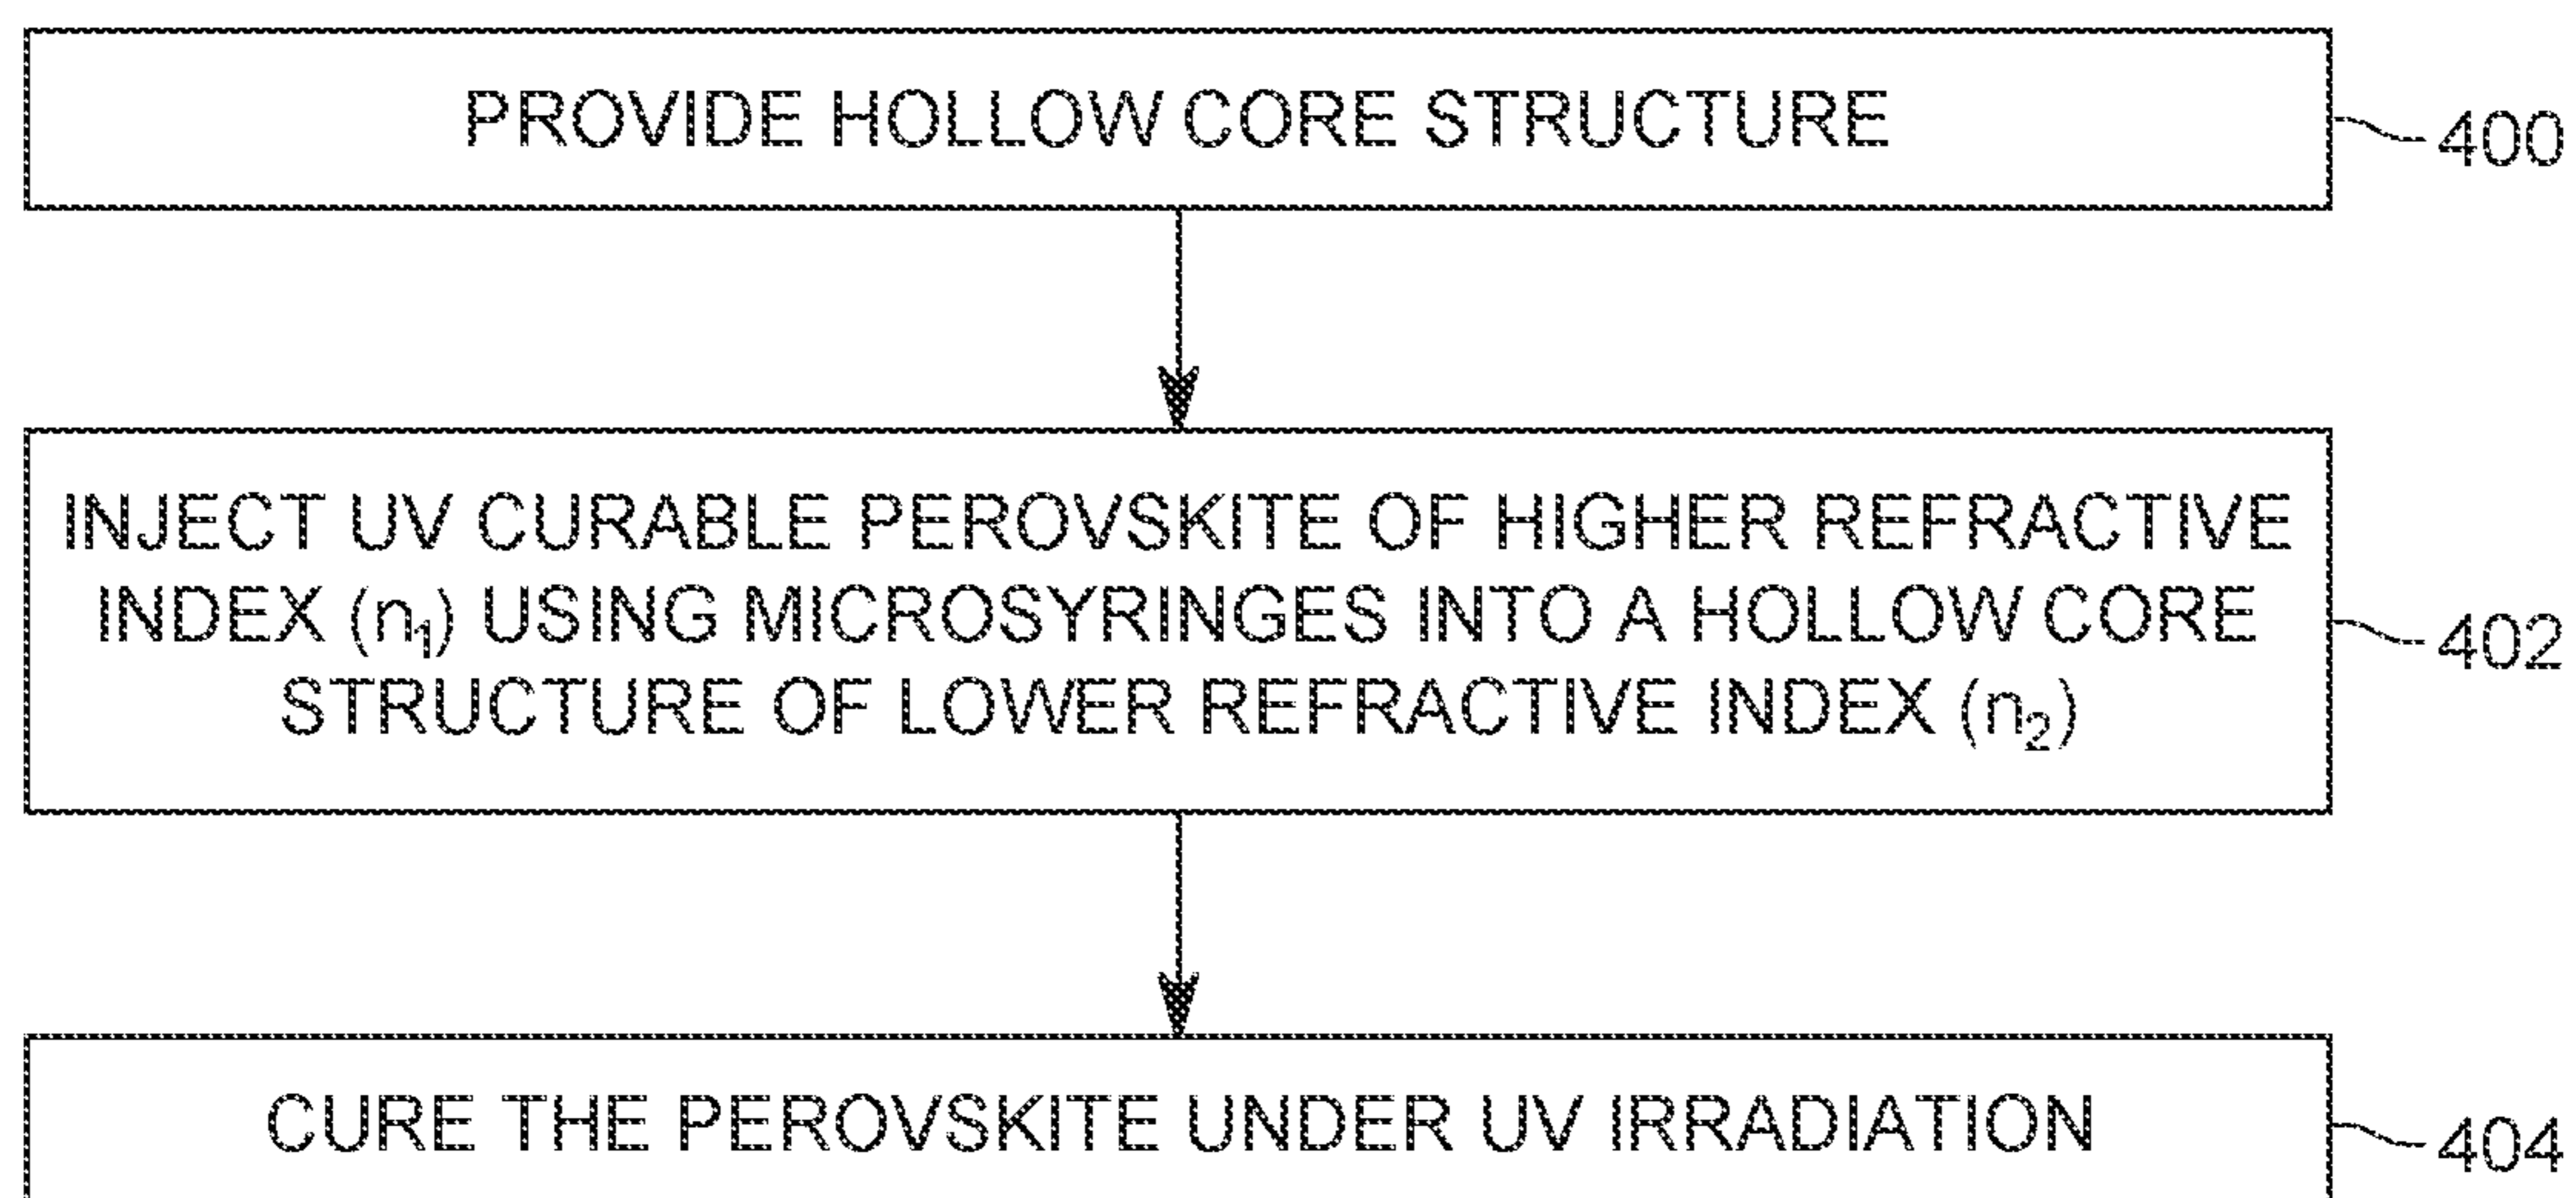 PROVIDE HOLLOW CORE STRUCTURE
400
INJECT UV CURABLE PEROVSKITE OF HIGHER REFRACTIVE
INDEX (n₁) USING MICROSYRINGES INTO A HOLLOW CORE
STRUCTURE OF LOWER REFRACTIVE INDEX (n₂)
402
CURE THE PEROVSKITE UNDER UV IRRADIATION
404